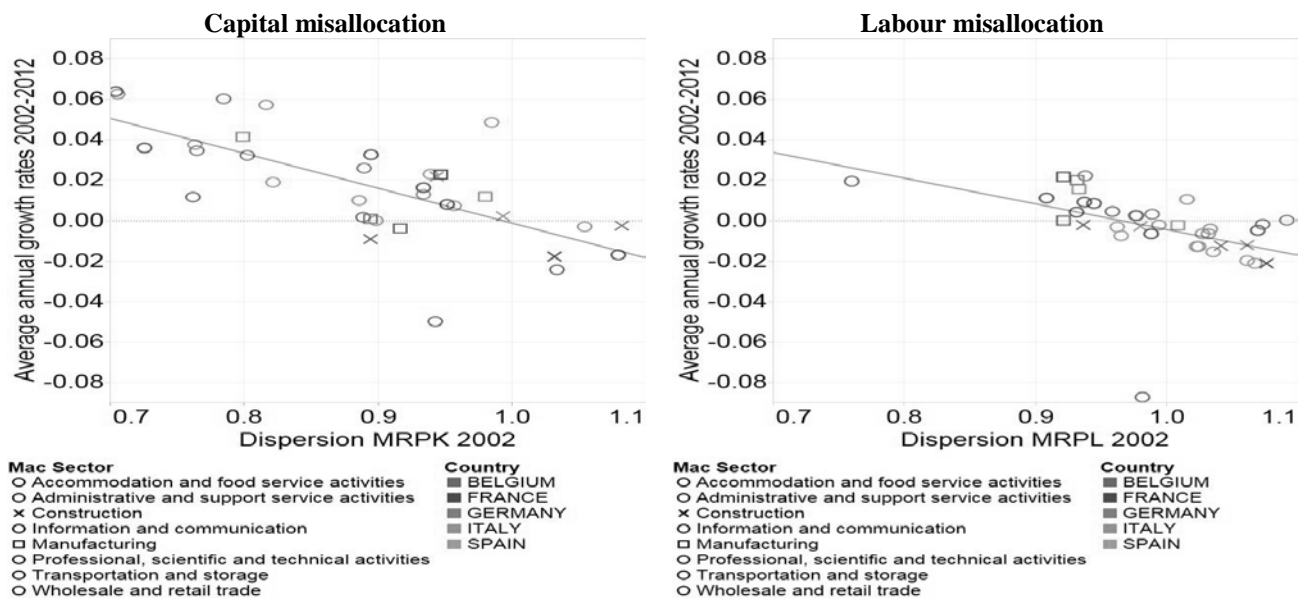 Capital misallocation
Average annual growth rates 2002-2012
0.08
0.06
0.04
0.02
0.00
-0.02
-0.04
-0.06
-0.08
0.7 0.8 0.9 1.0 1.1
Dispersion MRPK 2002
Mac Sector
Accommodation and food service activities
Administrative and support service activities
Construction
Information and communication
Manufacturing
Professional, scientific and technical activities
Transportation and storage
Wholesale and retail trade
Country
BELGIUM
FRANCE
GERMANY
ITALY
SPAIN
Labour misallocation
Average annual growth rates 2002-2012
0.08
0.06
0.04
0.02
0.00
-0.02
-0.04
-0.06
-0.08
0.7 0.8 0.9 1.0 1.1
Dispersion MRPL 2002
Mac Sector
Accommodation and food service activities
Administrative and support service activities
Construction
Information and communication
Manufacturing
Professional, scientific and technical activities
Transportation and storage
Wholesale and retail trade
Country
BELGIUM
FRANCE
GERMANY
ITALY
SPAIN